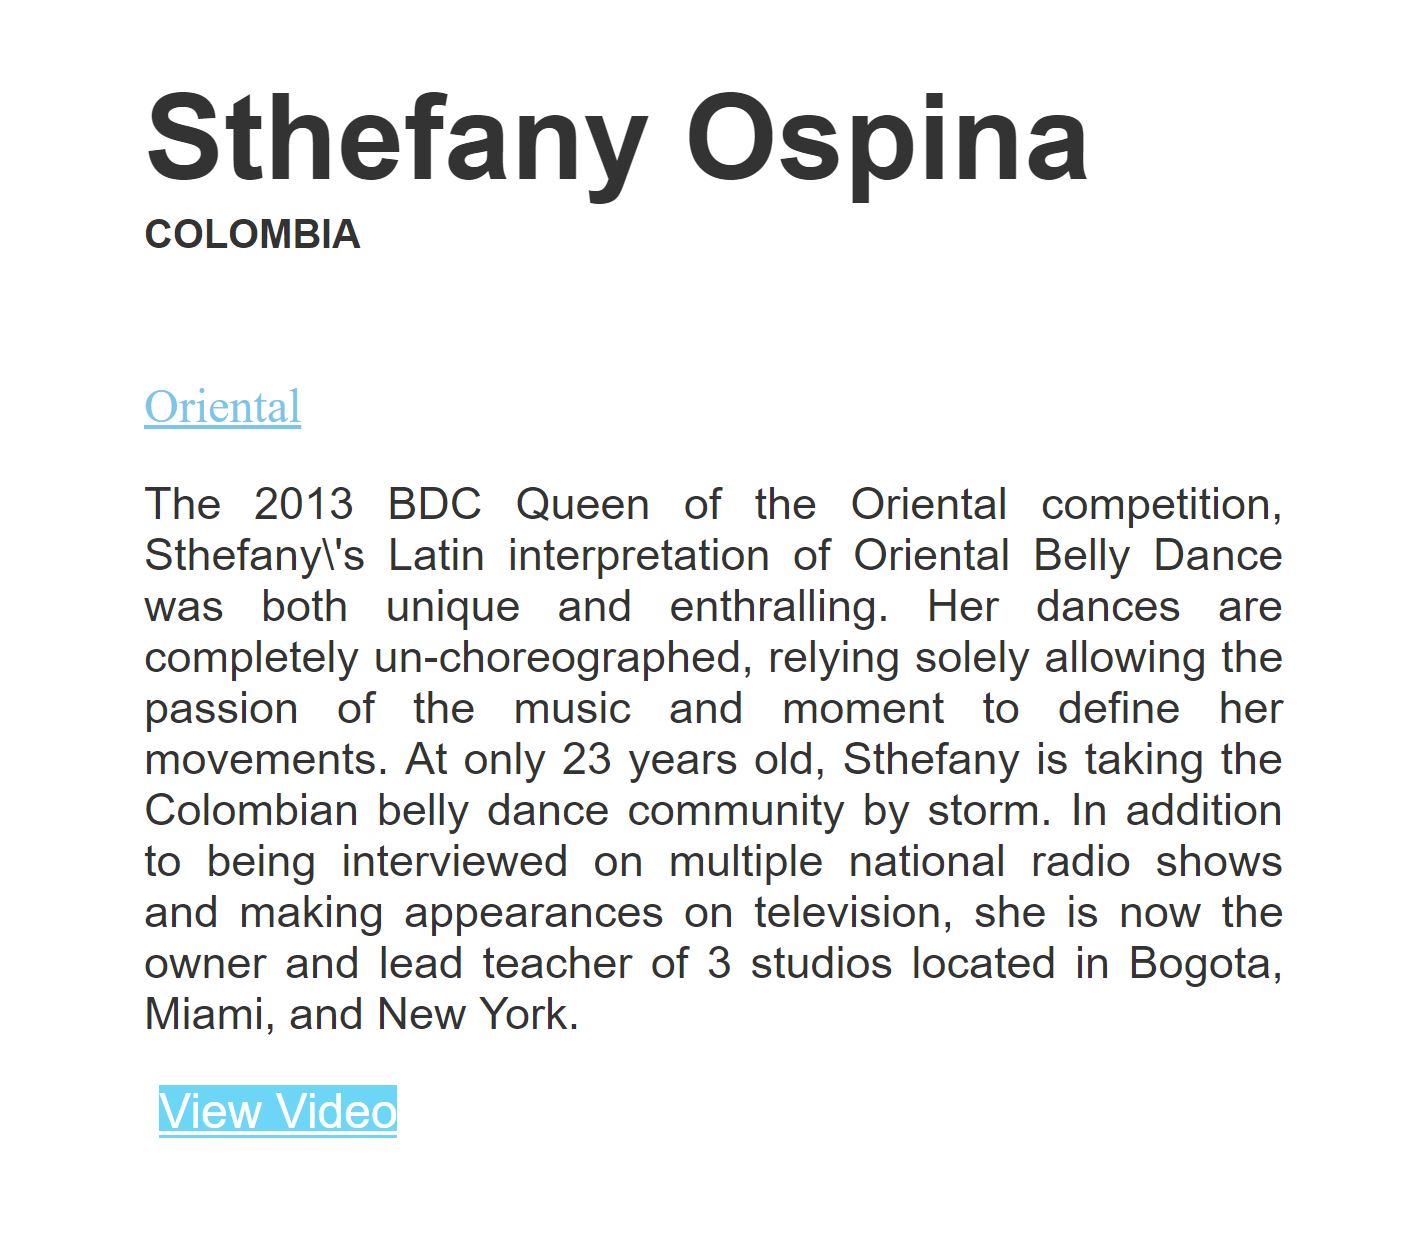 Sthefany Ospina
COLOMBIA
Oriental
The 2013 BDC Queen of the Oriental competition,
Sthefany\'s Latin interpretation of Oriental Belly Dance
was both unique and enthralling. Her dances are
completely un-choreographed, relying solely allowing the
passion of the music and moment to define her
movements. At only 23 years old, Sthefany is taking the
Colombian belly dance community by storm. In addition
to being interviewed on multiple national radio shows
and making appearances on television, she is now the
owner and lead teacher of 3 studios located in Bogota,
Miami, and New York.
View Video